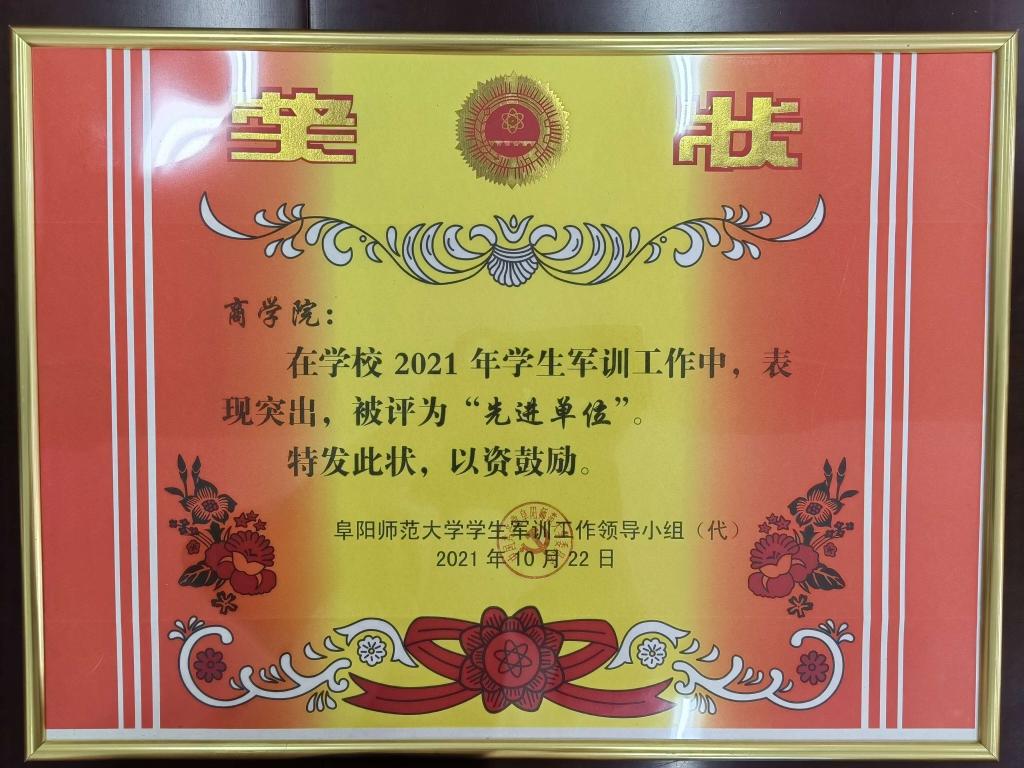 奖状
商学院：
在学校 2021 年学生军训工作中，表
现突出，被评为“先进单位”。
特发此状，以资鼓励。
阜阳师范大学学生军训工作领导小组（代）
2021 年 10 月 22 日